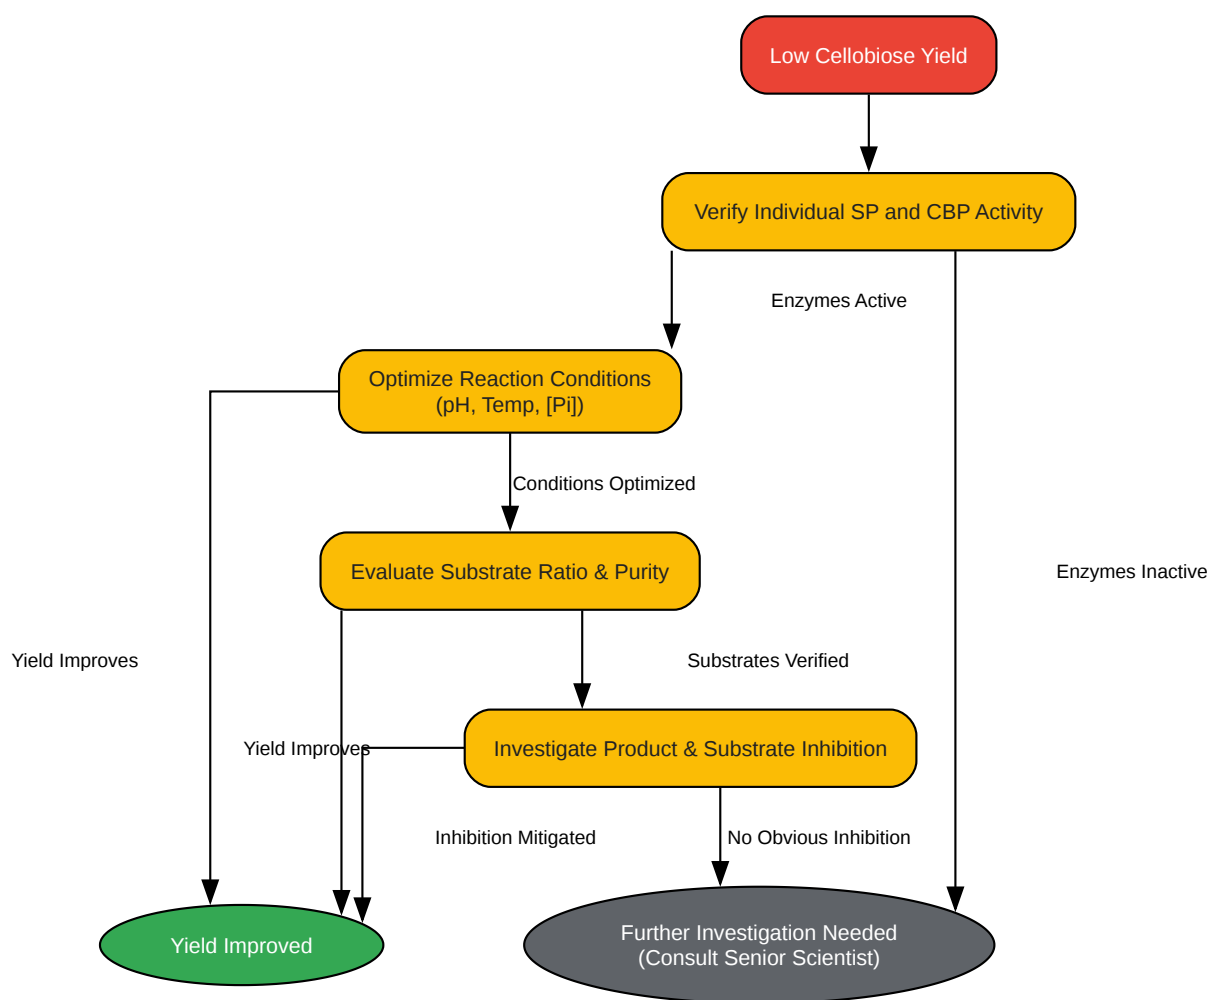 Low Cellobiose Yield
Verify Individual SP and CBP Activity
Enzymes Active
Optimize Reaction Conditions
(pH, Temp, [Pi])
Conditions Optimized
Evaluate Substrate Ratio & Purity
Enzymes Inactive
Yield Improves
Substrates Verified
Yield Improves
Investigate Product & Substrate Inhibition
Inhibition Mitigated
No Obvious Inhibition
Yield Improved
Further Investigation Needed
(Consult Senior Scientist)